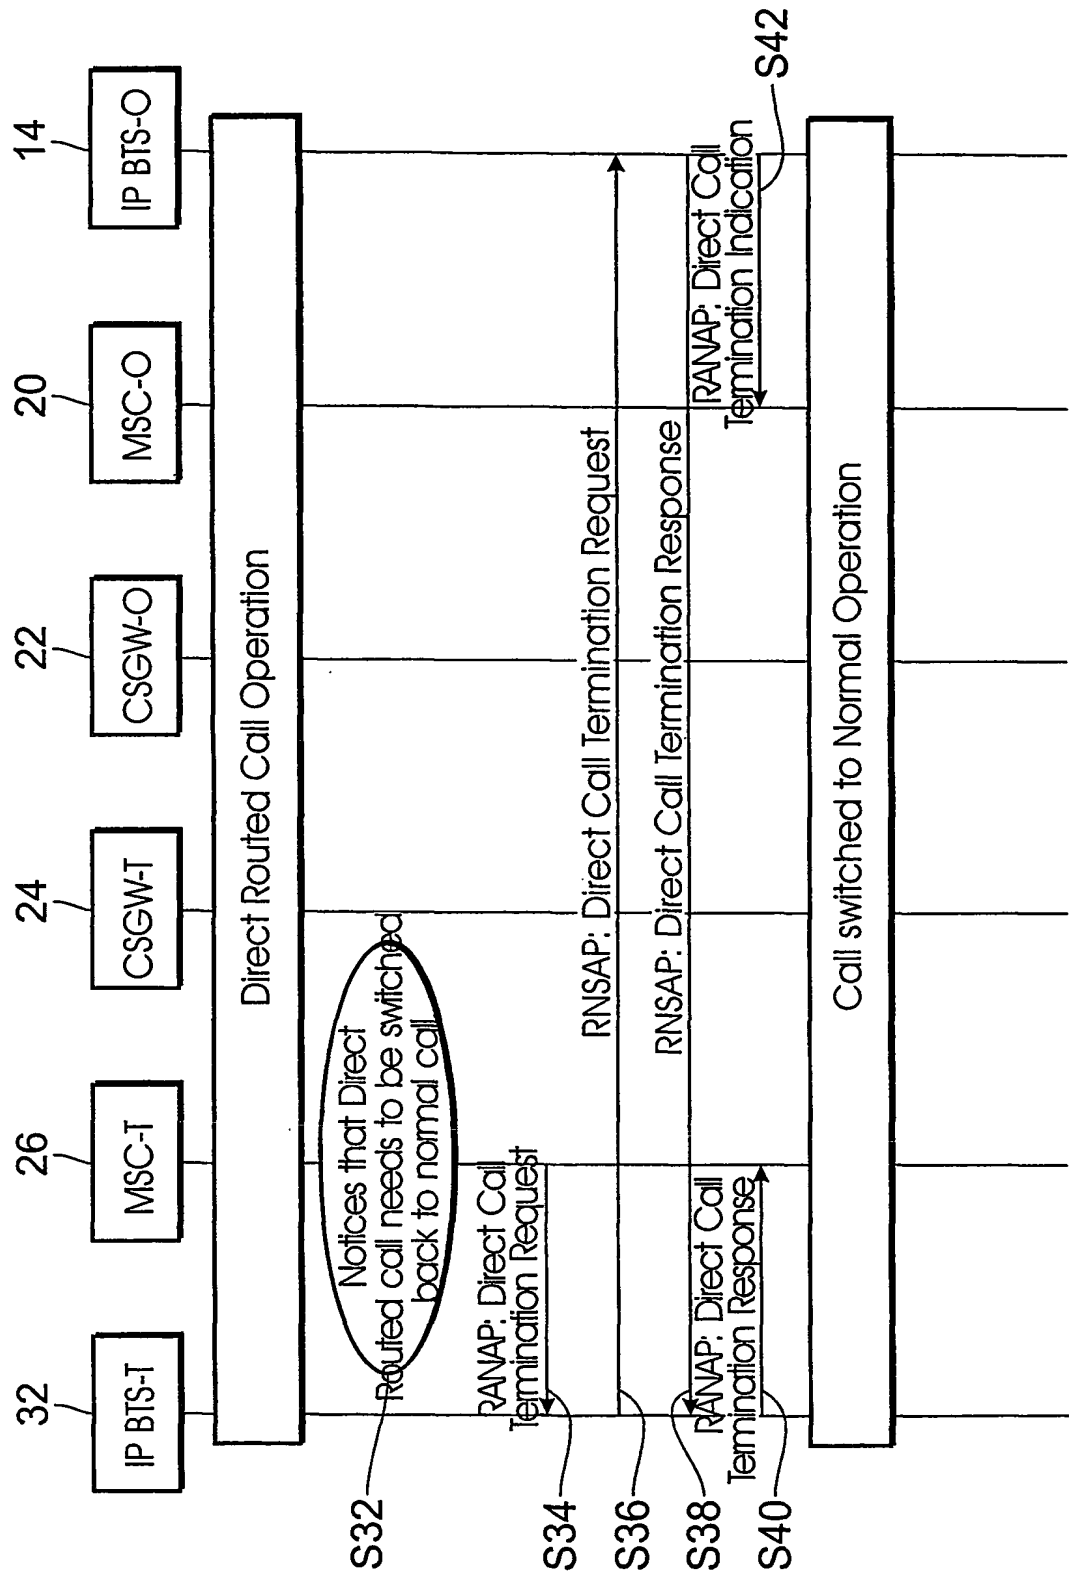 32
26
24
22
20
14
IP BTS-T
MSC-T
CSGW-T
CSGW-O
MSC-O
IP BTS-O
Direct Routed Call Operation
S32
Notices that Direct
Routed call needs to be switched
back to normal call
RANAP: Direct Call
Termination Request
S34
RNSAP: Direct Call Termination Request
S36
RNSAP: Direct Call Termination Response
S38
RANAP: Direct Call
Termination Response
S40
RANAP: Direct Call
Termination Indication
S42
Call switched to Normal Operation